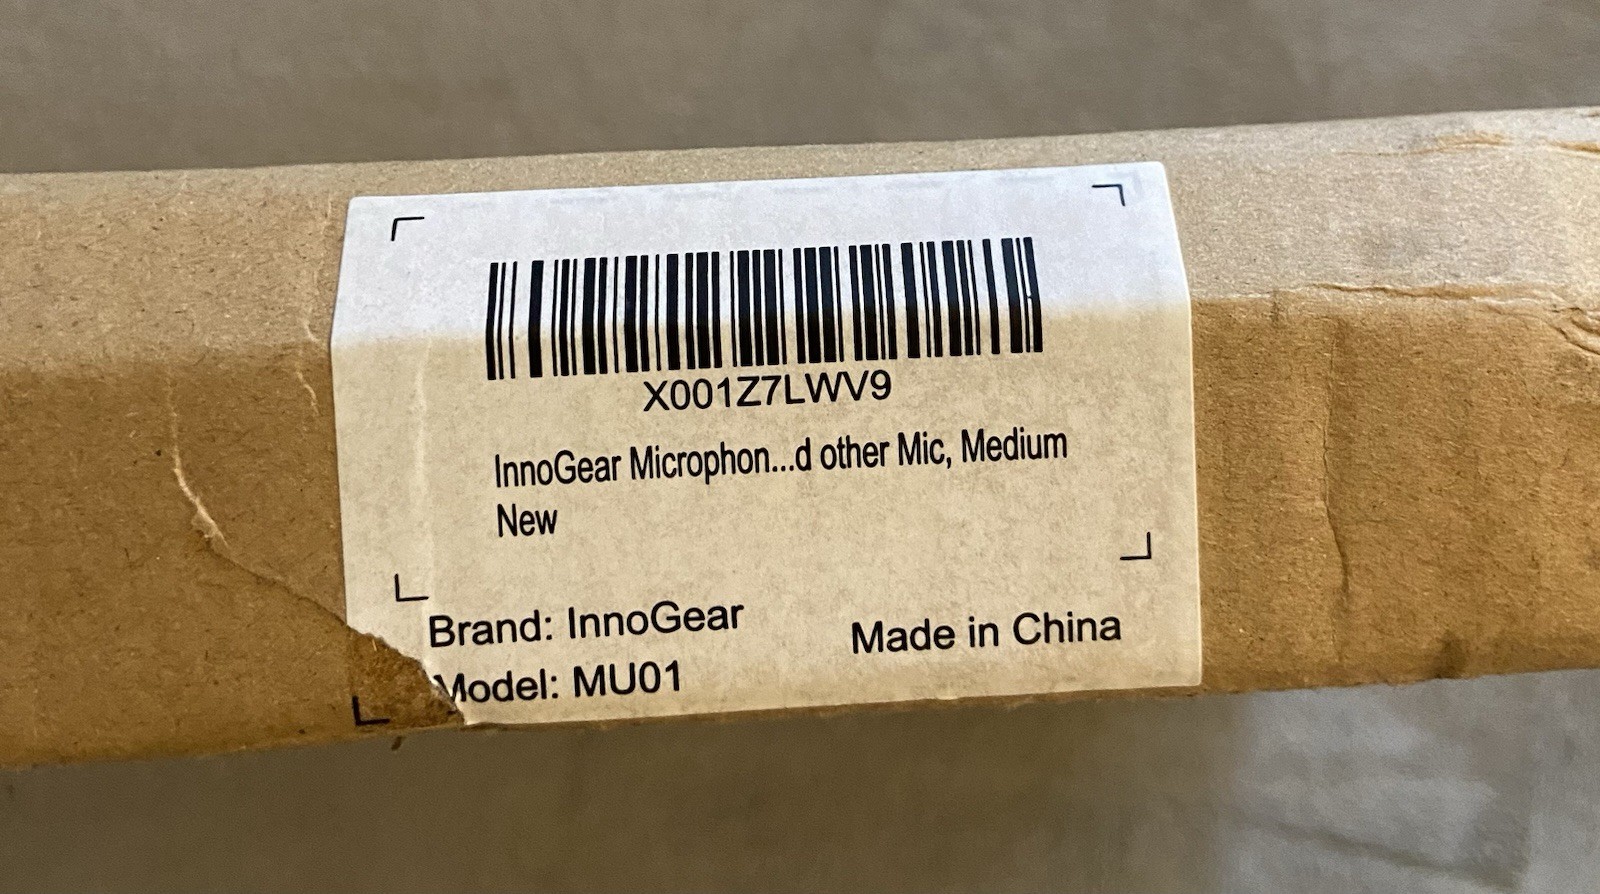 X001Z7LWV9
InnoGear Microphon...d other Mic, Medium
New
Brand: InnoGear
Made in China
Model: MU01